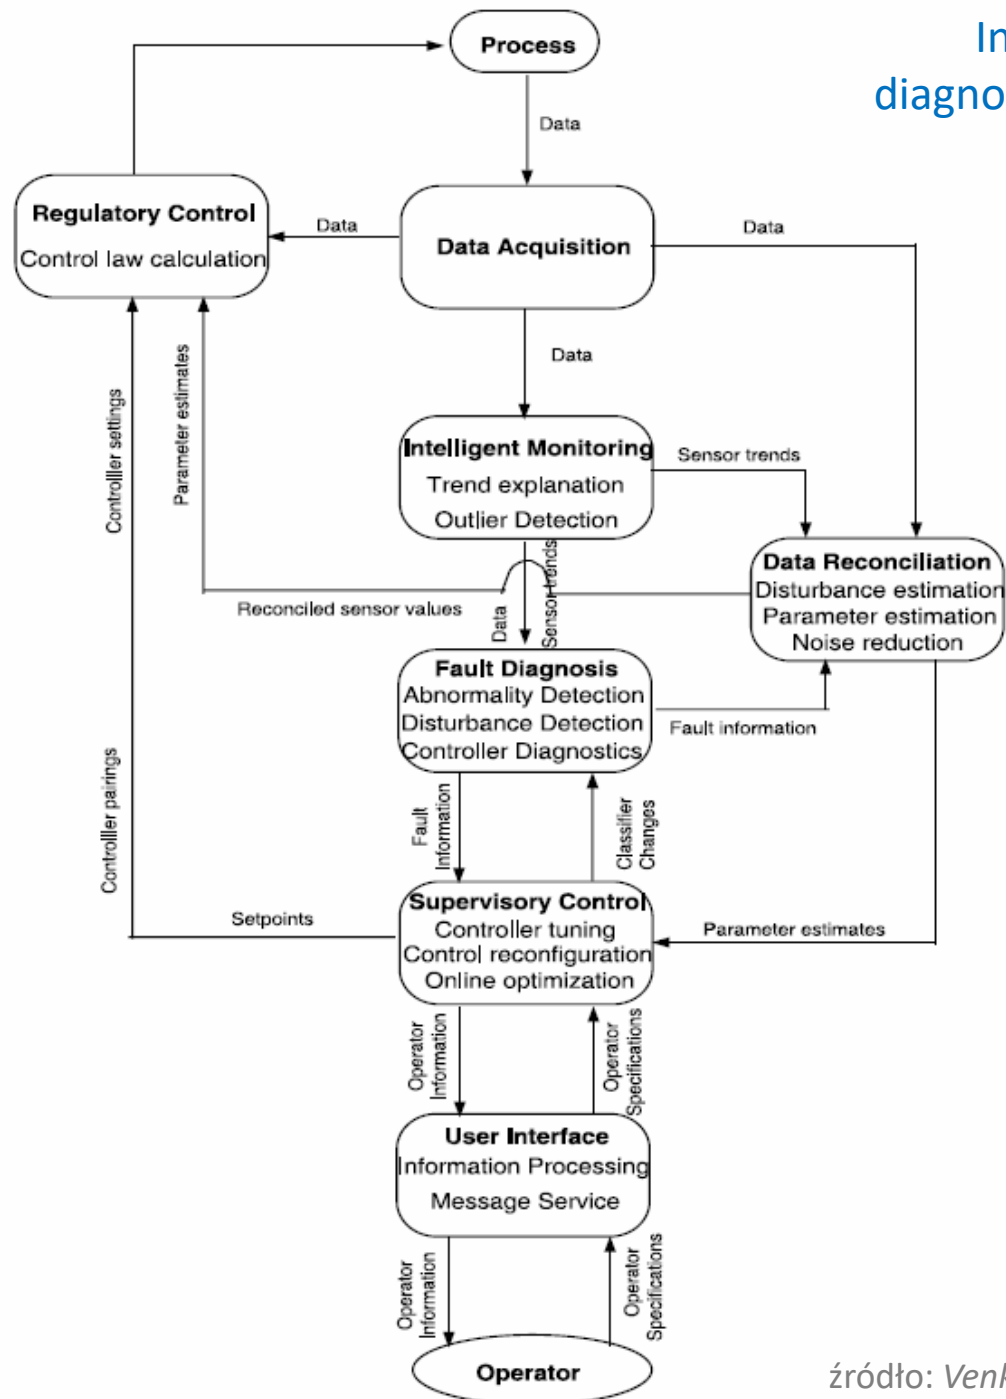 Process
In
diagno
Data
Regulatory Control
Control law calculation
Data
Data Acquisition
Data
Data
Controlller settings
Parameter estimates
Intelligent Monitoring
Trend explanation
Outlier Detection
Sensor trends
Data Reconciliation
Disturbance estimation
Parameter estimation
Noise reduction
Reconciled sensor values
Data
Sensor trends
Fault Diagnosis
Abnormality Detection
Disturbance Detection
Controller Diagnostics
Fault information
Controlller pairings
Fault
Information
Classifier
Changes
Supervisory Control
Controller tuning
Control reconfiguration
Online optimization
Setpoints
Parameter estimates
Operator
Information
Operator
Specifications
User Interface
Information Processing
Message Service
Operator
Information
Operator
Specifications
Operator
źródło: Venk